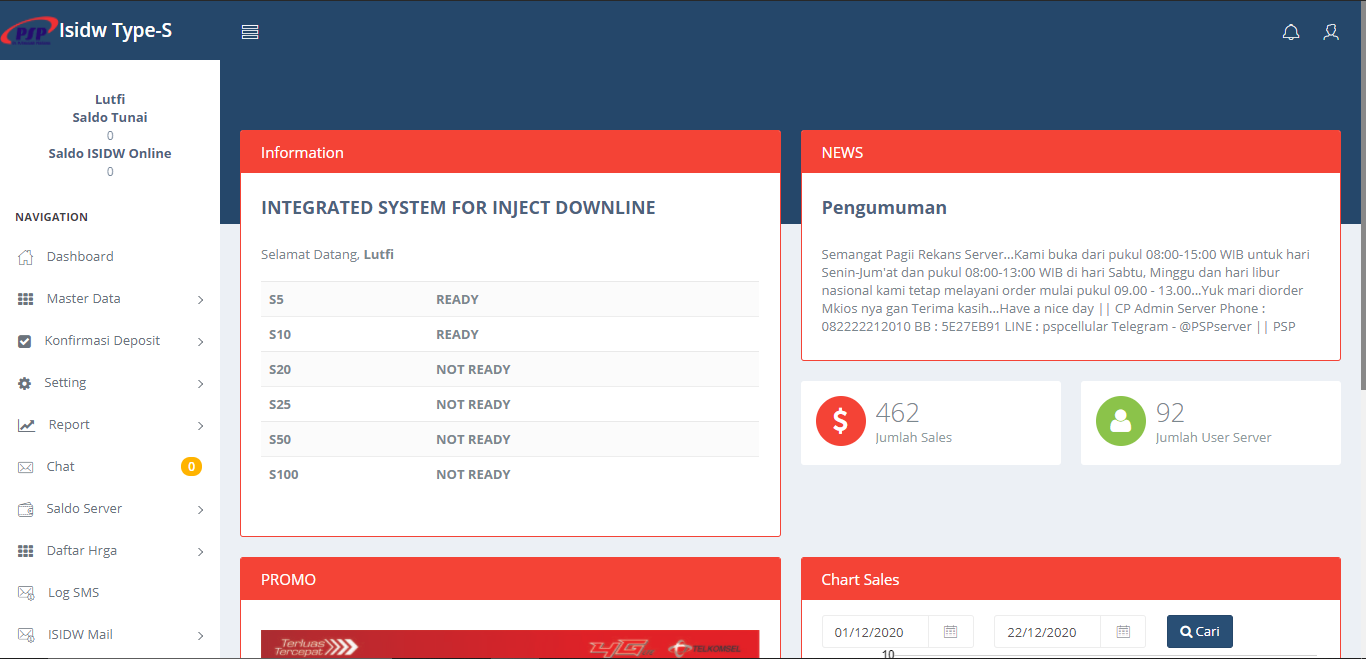 PSP Isidw Type-S
Lutfi
Saldo Tunai
0
Saldo ISIDW Online
0
NAVIGATION
Dashboard
Master Data
Konfirmasi Deposit
Setting
Report
Chat 0
Saldo Server
Daftar Hrga
Log SMS
ISIDW Mail
Information
INTEGRATED SYSTEM FOR INJECT DOWNLINE
Selamat Datang, Lutfi
S5 READY
S10 READY
S20 NOT READY
S25 NOT READY
S50 NOT READY
S100 NOT READY
NEWS
Pengumuman
Semangat Pagii Rekans Server...Kami buka dari pukul 08:00-15:00 WIB untuk hari
Senin-Jum'at dan pukul 08:00-13:00 WIB di hari Sabtu, Minggu dan hari libur
nasional kami tetap melayani order mulai pukul 09.00 - 13.00...Yuk mari diorder
Mkios nya gan Terima kasih...Have a nice day || CP Admin Server Phone :
082222212010 BB : 5E27EB91 LINE : pspcellular Telegram - @PSPserver || PSP
462
Jumlah Sales
92
Jumlah User Server
PROMO
Terluas
Tercepat
4G
TELKOMSEL
Chart Sales
01/12/2020
22/12/2020
Cari
10